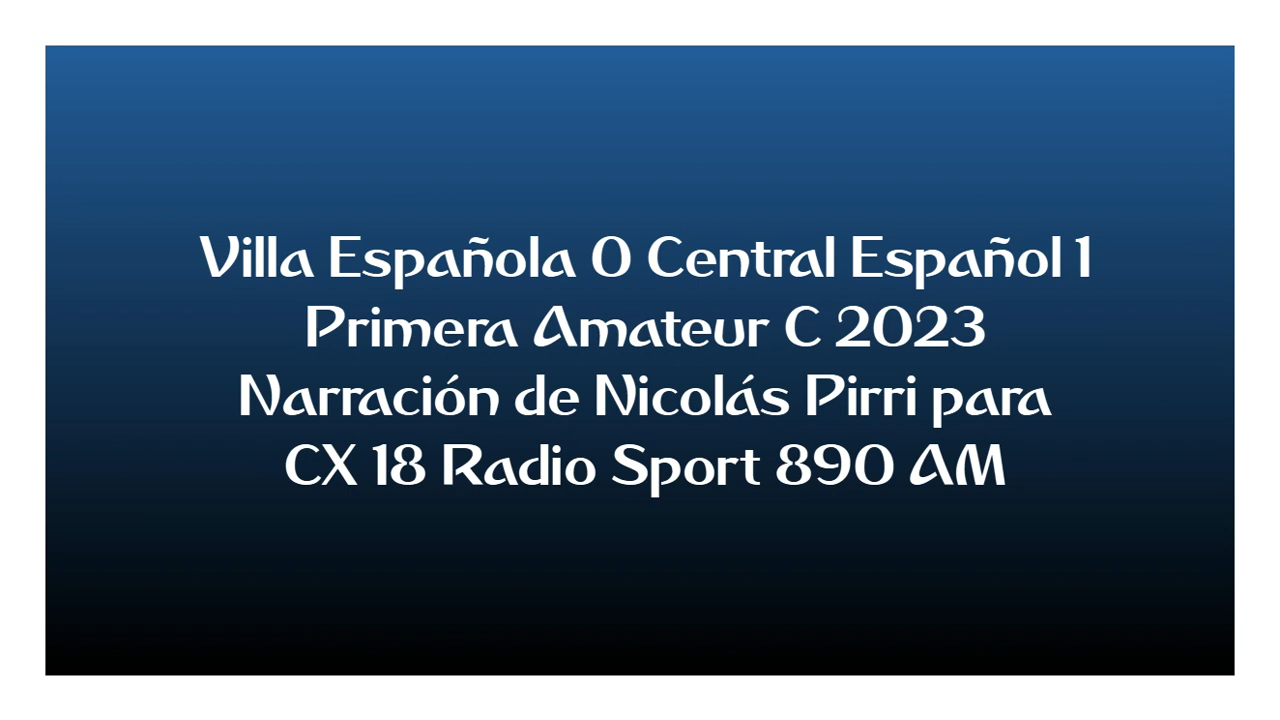 Villa Española 0 Central Español 1
Primera Amateur C 2023
Narración de Nicolás Pirri para
CX 18 Radio Sport 890 AM